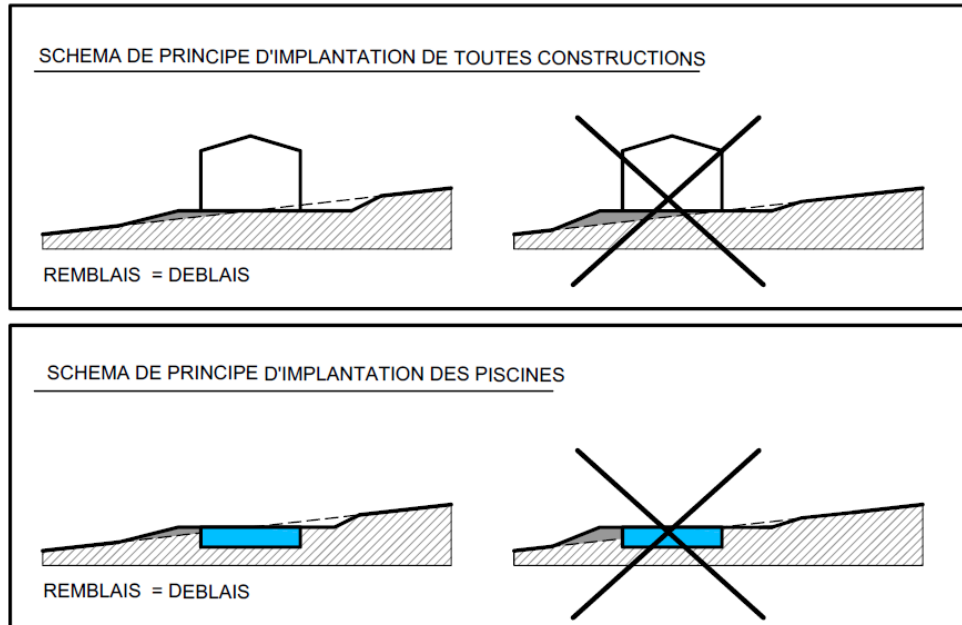 SCHEMA DE PRINCIPE D'IMPLANTATION DE TOUTES CONSTRUCTIONS
REMBLAIS = DEBLAIS
SCHEMA DE PRINCIPE D'IMPLANTATION DES PISCINES
REMBLAIS = DEBLAIS